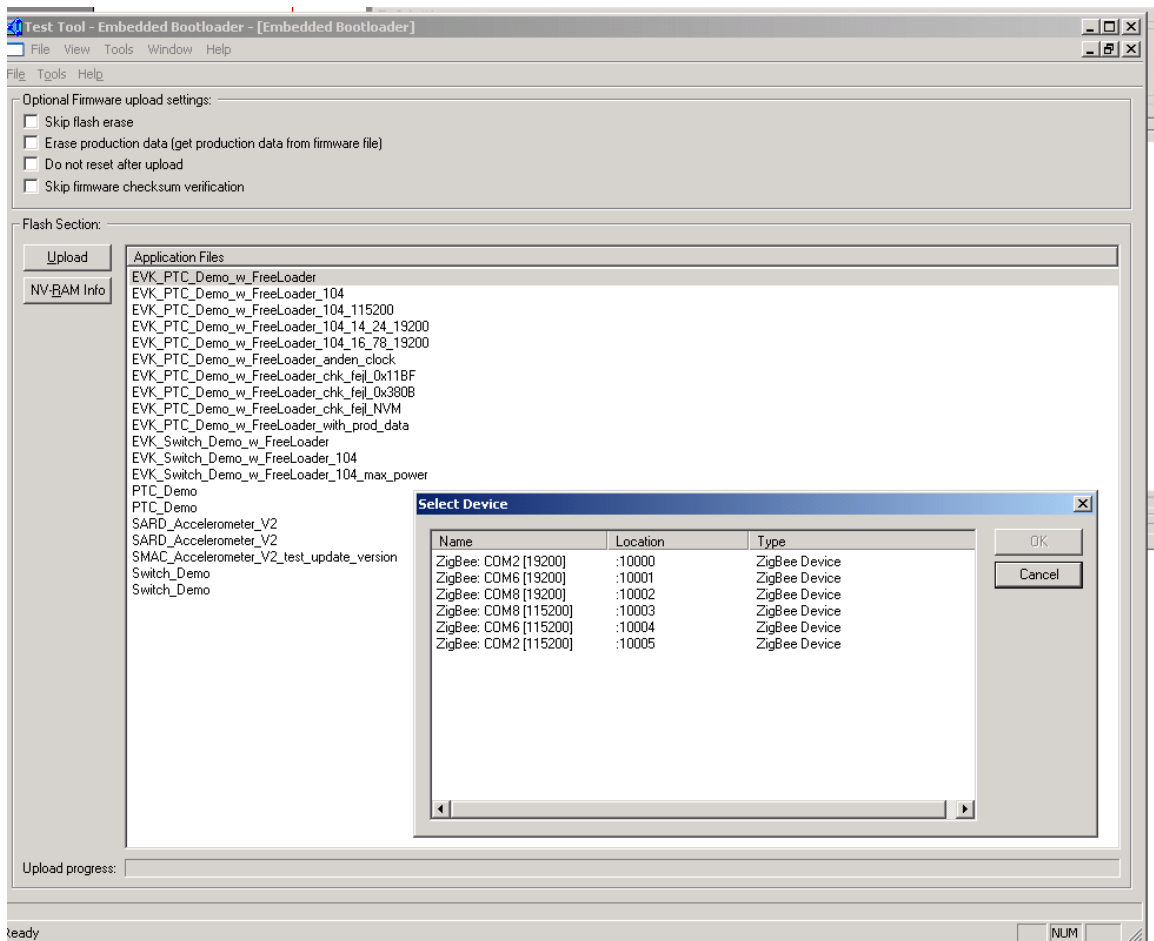 Test Tool - Embedded Bootloader - [Embedded Bootloader]
File View Tools Window Help
File Tools Help
Optional Firmware upload settings:
Skip flash erase
Erase production data (get production data from firmware file)
Do not reset after upload
Skip firmware checksum verification
Flash Section:
Upload
NV-RAM Info
Application Files
EVK_PTC_Demo_w_FreeLoader
EVK_PTC_Demo_w_FreeLoader_104
EVK_PTC_Demo_w_FreeLoader_104_115200
EVK_PTC_Demo_w_FreeLoader_104_14_24_19200
EVK_PTC_Demo_w_FreeLoader_104_16_78_19200
EVK_PTC_Demo_w_FreeLoader_anden_clock
EVK_PTC_Demo_w_FreeLoader_chk_fejl_0x11BF
EVK_PTC_Demo_w_FreeLoader_chk_fejl_0x380B
EVK_PTC_Demo_w_FreeLoader_chk_fejl_NVM
EVK_PTC_Demo_w_FreeLoader_with_prod_data
EVK_Switch_Demo_w_FreeLoader
EVK_Switch_Demo_w_FreeLoader_104
EVK_Switch_Demo_w_FreeLoader_104_max_power
PTC_Demo
PTC_Demo
SARD_Accelerometer_V2
SARD_Accelerometer_V2
SMAC_Accelerometer_V2_test_update_version
Switch_Demo
Switch_Demo
Select Device
Name Location Type
ZigBee: COM2 [19200] :10000 ZigBee Device
ZigBee: COM6 [19200] :10001 ZigBee Device
ZigBee: COM8 [19200] :10002 ZigBee Device
ZigBee: COM8 [115200] :10003 ZigBee Device
ZigBee: COM6 [115200] :10004 ZigBee Device
ZigBee: COM2 [115200] :10005 ZigBee Device
OK
Cancel
Upload progress:
Ready
NUM